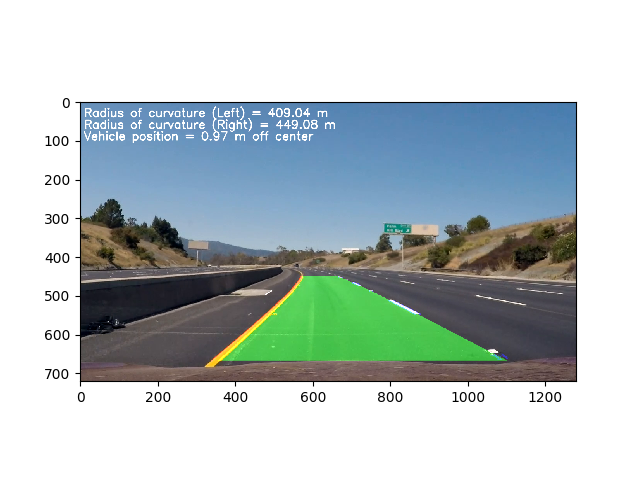 Radius of curvature (Left) = 409.04 m
Radius of curvature (Right) = 449.08 m
Vehicle position = 0.97 m off center
0
100
200
300
400
500
600
700
0 200 400 600 800 1000 1200